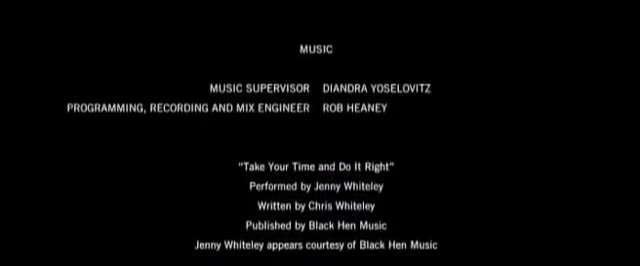 MUSIC
MUSIC SUPERVISOR DIANDRA YOSELOVITZ
PROGRAMMING, RECORDING AND MIX ENGINEER ROB HEANEY
"Take Your Time and Do It Right"
Performed by Jenny Whiteley
Written by Chris Whiteley
Published by Black Hen Music
Jenny Whiteley appears courtesy of Black Hen Music